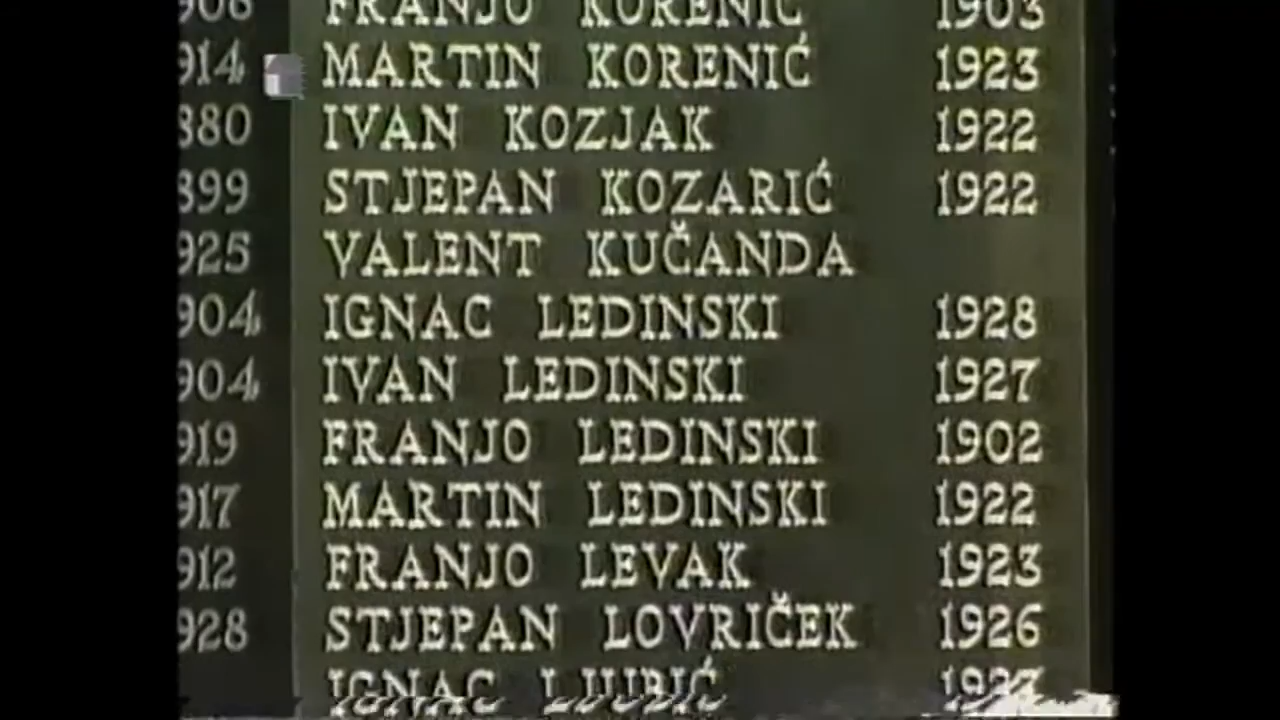 908 FRANJO KORENIĆ 1903
914 MARTIN KORENIĆ 1923
880 IVAN KOZJAK 1922
899 STJEPAN KOZARIĆ 1922
925 VALENT KUČANDA
904 IGNAC LEDINSKI 1928
904 IVAN LEDINSKI 1927
919 FRANJO LEDINSKI 1902
917 MARTIN LEDINSKI 1922
912 FRANJO LEVAK 1923
928 STJEPAN LOVRIČEK 1926
IGNAC LJUBIĆ